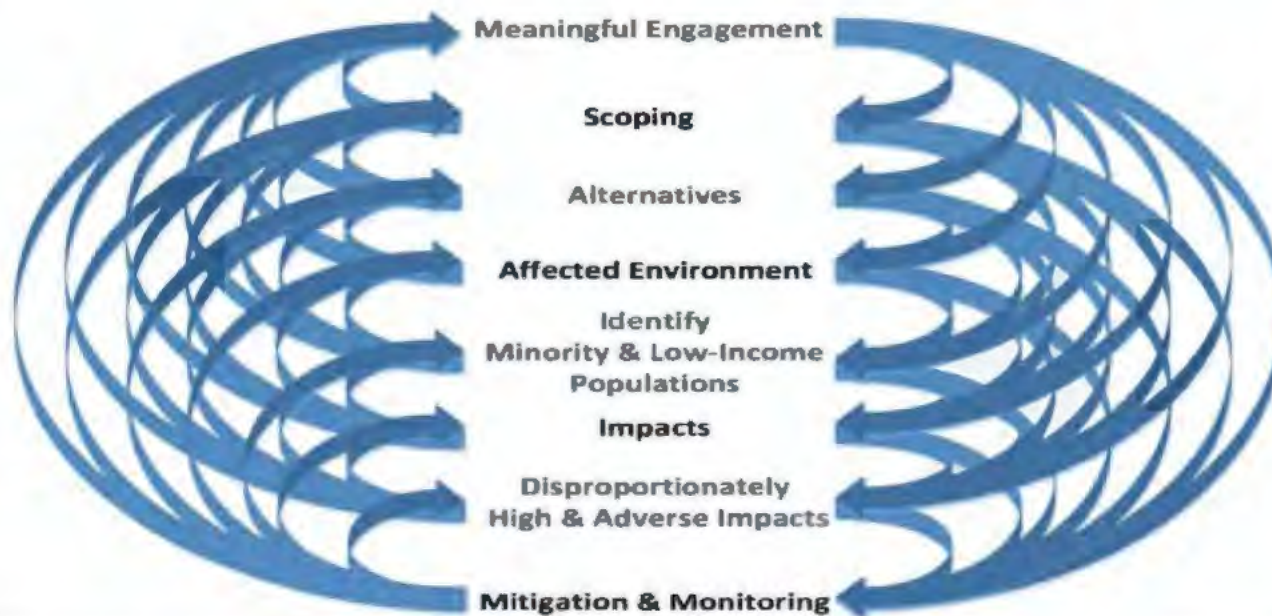 Meaningful Engagement
Scoping
Alternatives
Affected Environment
Identify
Minority & Low-Income
Populations
Impacts
Disproportionately
High & Adverse Impacts
Mitigation & Monitoring